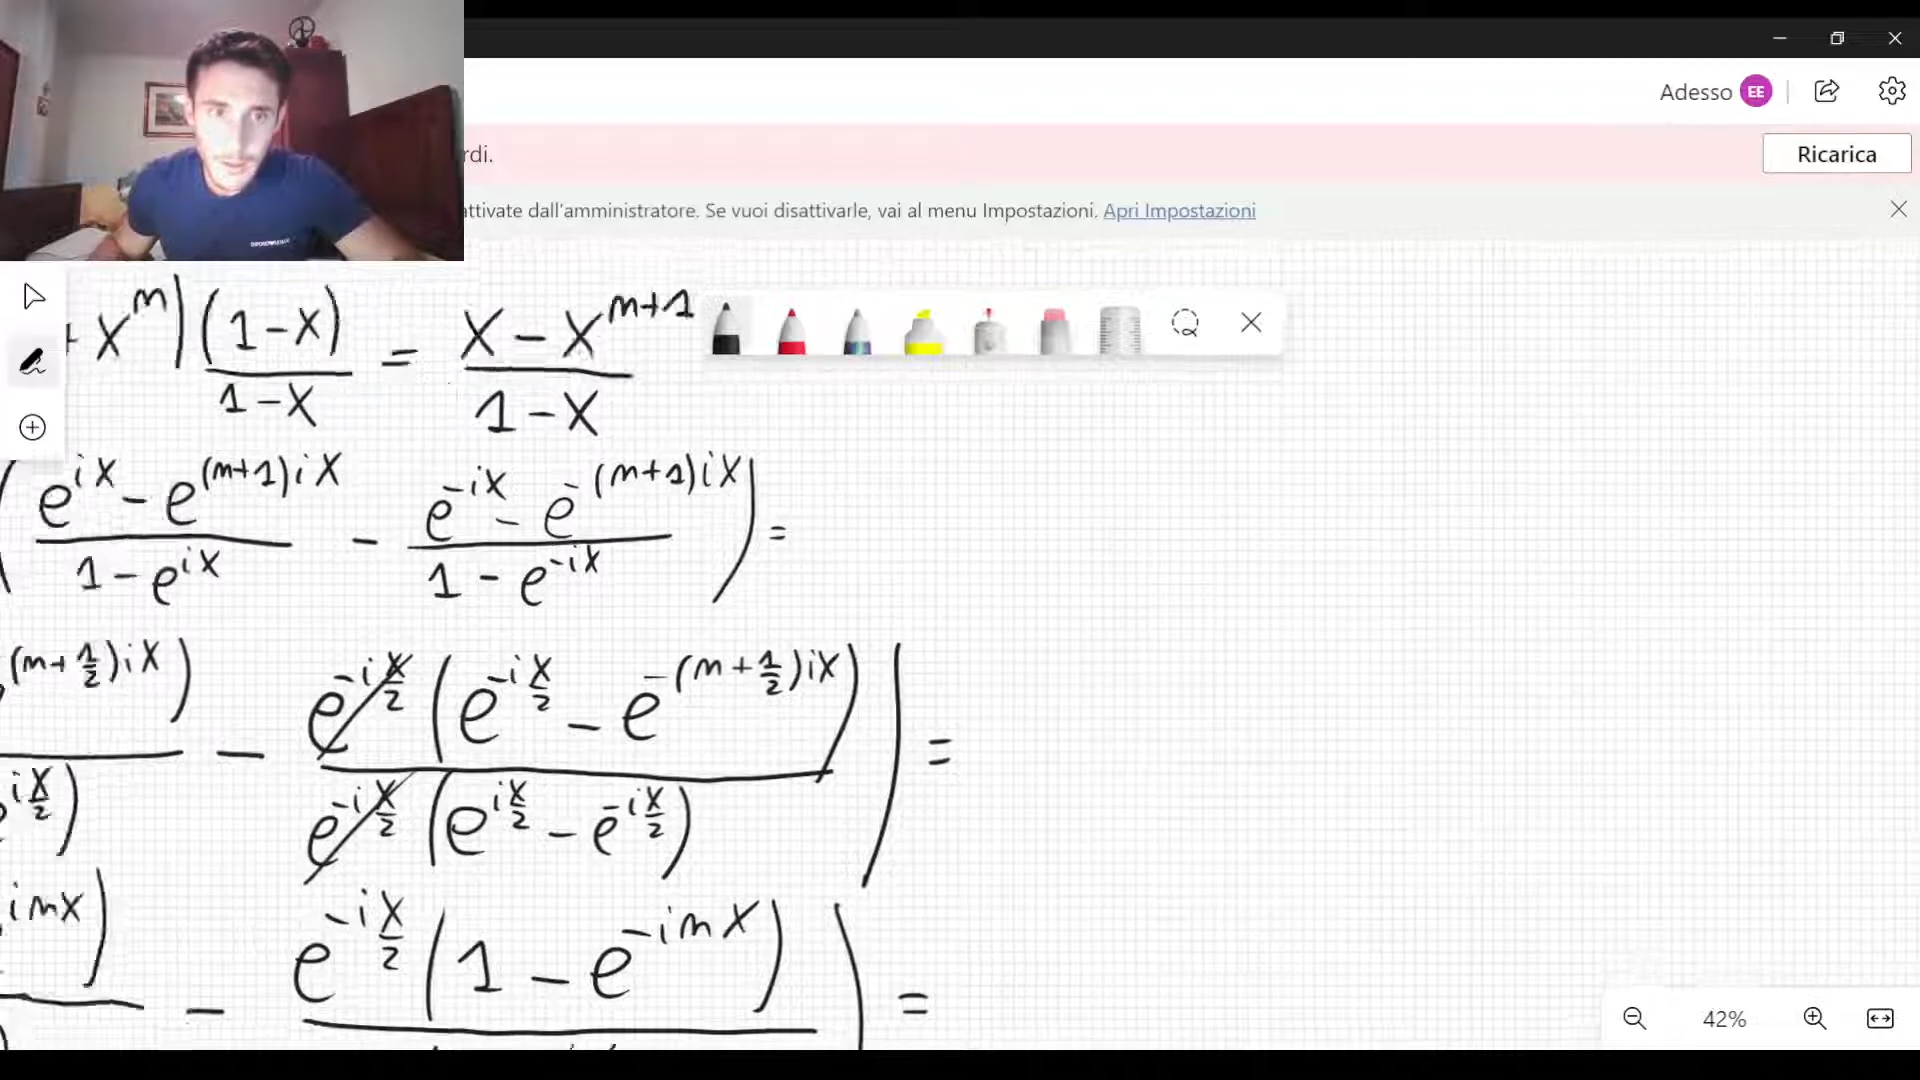 Adesso EE
rdi. Ricarica
attivate dall'amministratore. Se vuoi disattivarle, vai al menu Impostazioni. Apri Impostazioni
+ x^m)(1-x)/(1-x) = (x - x^(m+1))/(1-x)
((e^(ix) - e^((m+1)ix))/(1 - e^(ix)) - (e^(-ix) - e^(-(m+1)ix))/(1 - e^(-ix))) =
(m+1/2)ix) - e^(-ix/2)(e^(-ix/2) - e^(-(m+1/2)ix)) ) =
e^(ix/2)) e^(-ix/2)(e^(ix/2) - e^(-ix/2))
imx) - e^(-ix/2)(1 - e^(-imx)) ) =
42%